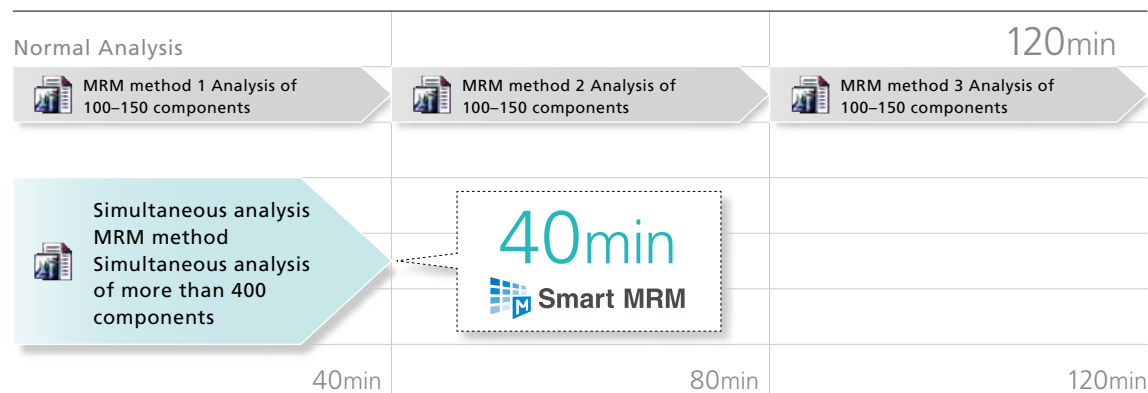 Normal Analysis
120min
MRM method 1 Analysis of
100–150 components
MRM method 2 Analysis of
100–150 components
MRM method 3 Analysis of
100–150 components
Simultaneous analysis
MRM method
Simultaneous analysis
of more than 400
components
40min
M Smart MRM
40min
80min
120min